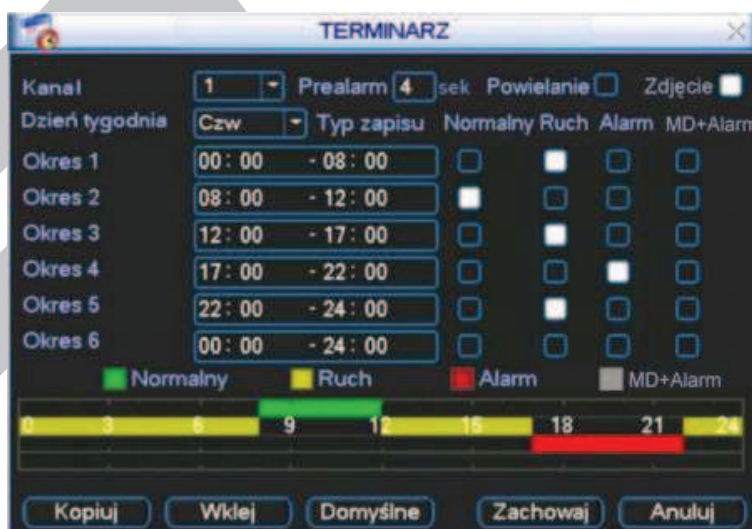 TERMINARZ
Kanał 1 Prealarm 4 sek Powielanie Zdjęcie
Dzień tygodnia Czw Typ zapisu Normalny Ruch Alarm MD+Alarm
Okres 1 00:00 - 08:00
Okres 2 08:00 - 12:00
Okres 3 12:00 - 17:00
Okres 4 17:00 - 22:00
Okres 5 22:00 - 24:00
Okres 6 00:00 - 24:00
Normalny Ruch Alarm MD+Alarm
0 3 6 9 12 15 18 21 24
Kopiuj Wklej Domyślne Zachowaj Anuluj